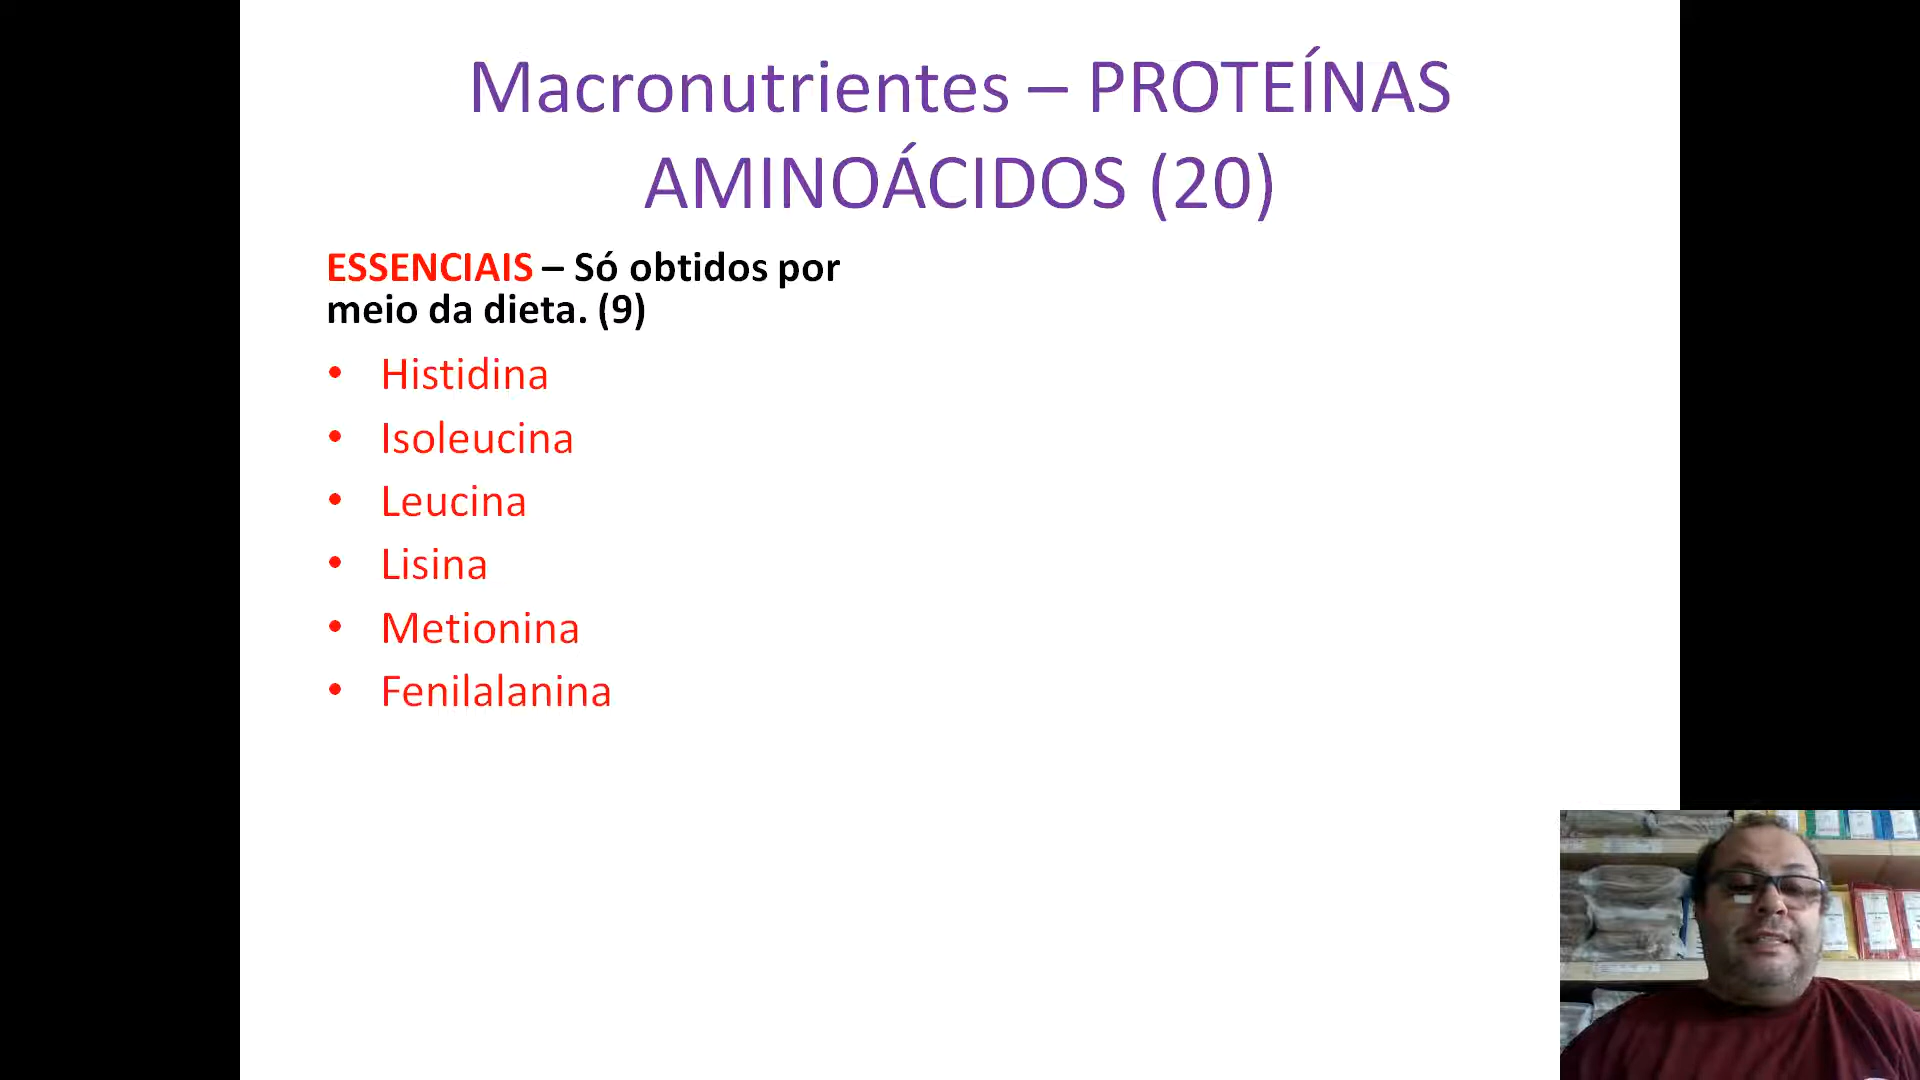 Macronutrientes – PROTEÍNAS
AMINOÁCIDOS (20)
ESSENCIAIS – Só obtidos por
meio da dieta. (9)
• Histidina
• Isoleucina
• Leucina
• Lisina
• Metionina
• Fenilalanina